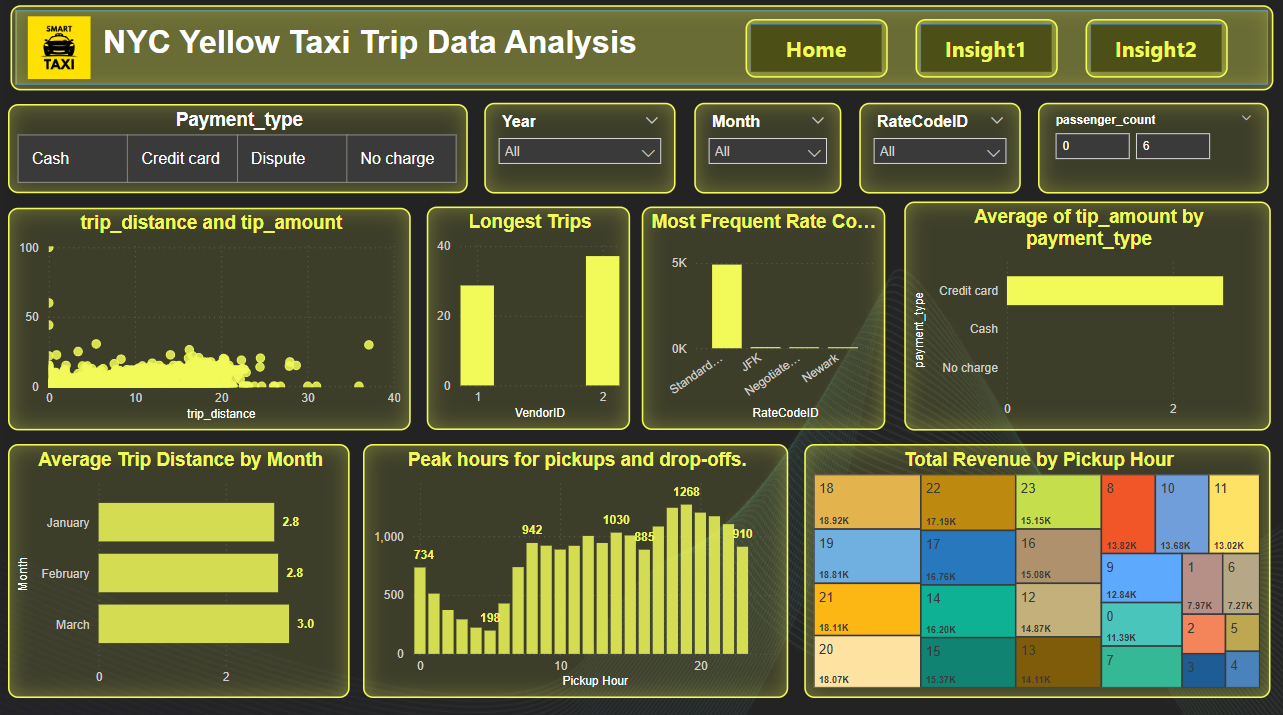 SMART
TAXI
NYC Yellow Taxi Trip Data Analysis
Home
Insight1
Insight2
Payment_type
Cash
Credit card
Dispute
No charge
Year
All
Month
All
RateCodeID
All
passenger_count
0
6
trip_distance and tip_amount
100
50
0
0
10
20
30
40
trip_distance
Longest Trips
40
20
0
1
2
VendorID
Most Frequent Rate Co...
5K
0K
Standard...
JFK
Negotiate...
Newark
RateCodeID
Average of tip_amount by
payment_type
payment_type
Credit card
Cash
No charge
0
2
Average Trip Distance by Month
Month
January
2.8
February
2.8
March
3.0
0
2
Peak hours for pickups and drop-offs.
1,000
500
0
734
198
942
1030
885
1268
910
0
10
20
Pickup Hour
Total Revenue by Pickup Hour
18
18.92K
19
18.81K
21
18.11K
20
18.07K
22
17.19K
17
16.76K
14
16.20K
15
15.37K
23
15.15K
16
15.08K
12
14.87K
13
14.11K
8
13.82K
10
13.68K
11
13.02K
9
12.84K
0
11.39K
7
1
7.97K
6
7.27K
2
5
3
4